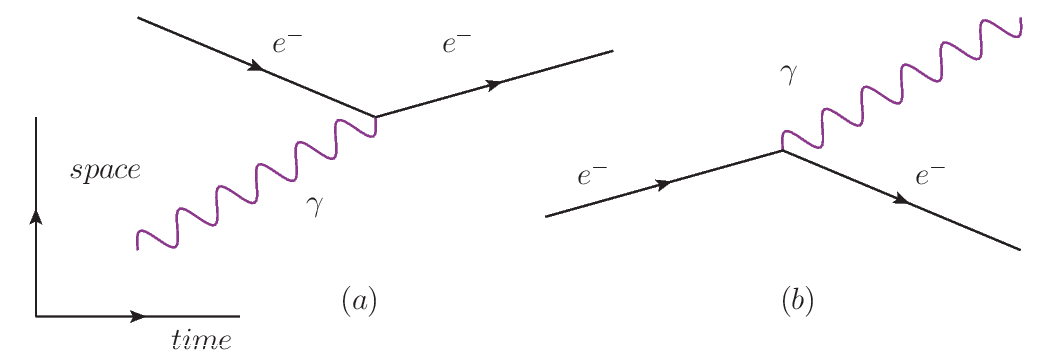 e⁻ e⁻
γ
space
γ
e⁻ e⁻
(a) (b)
time